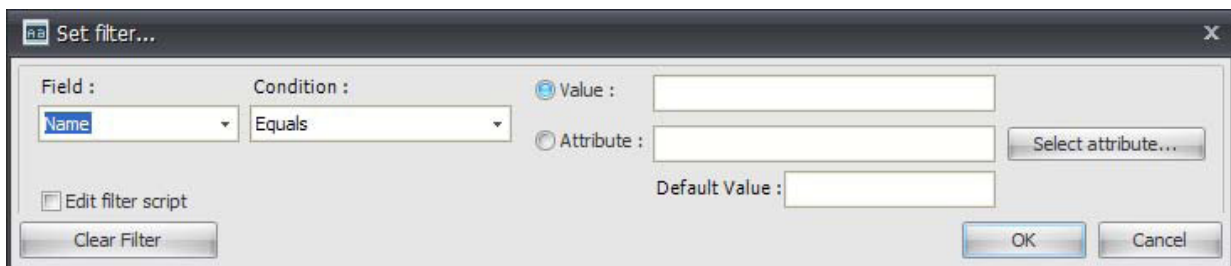 Set filter...
Field :
Condition :
Value :
Name
Equals
Attribute :
Select attribute...
Default Value :
Edit filter script
Clear Filter
OK
Cancel